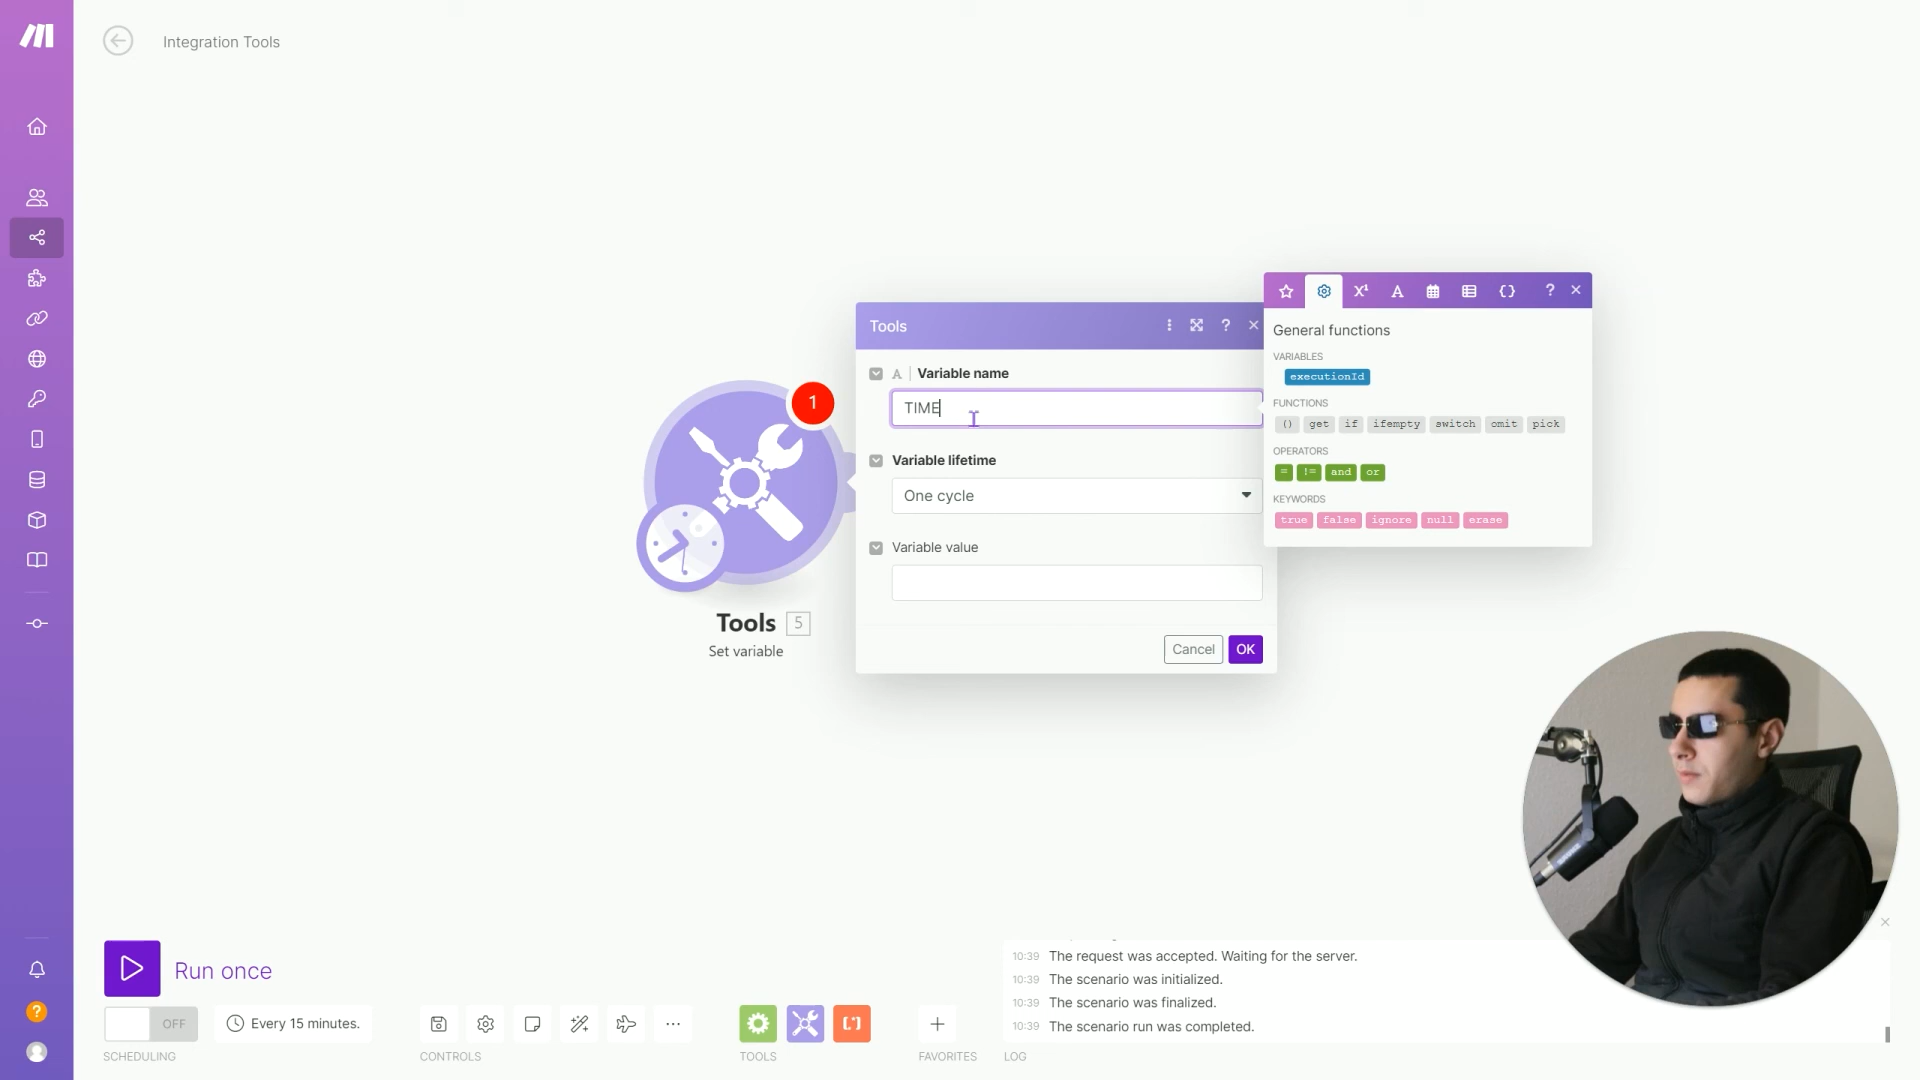 Integration Tools
1
Tools 5
Set variable
Tools ?
A Variable name
TIME
Variable lifetime
One cycle
Variable value
Cancel OK
X¹ A ?
General functions
VARIABLES
executionId
FUNCTIONS
() get if ifempty switch omit pick
OPERATORS
= != and or
KEYWORDS
true false ignore null erase
Run once
OFF
Every 15 minutes.
SCHEDULING CONTROLS TOOLS FAVORITES LOG
10:39 The request was accepted. Waiting for the server.
10:39 The scenario was initialized.
10:39 The scenario was finalized.
10:39 The scenario run was completed.
?